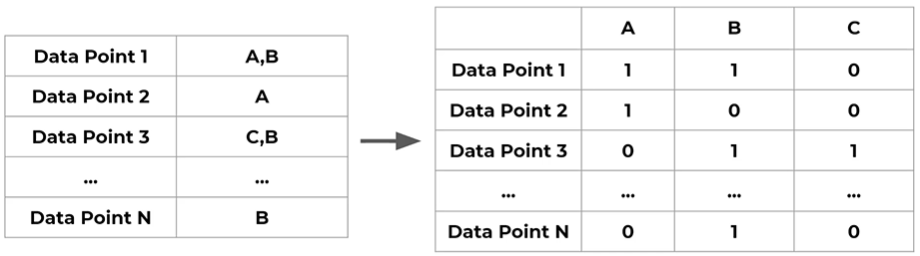 Data Point 1 A,B
Data Point 2 A
Data Point 3 C,B
... ...
Data Point N B
A B C
Data Point 1 1 1 0
Data Point 2 1 0 0
Data Point 3 0 1 1
... ... ... ...
Data Point N 0 1 0